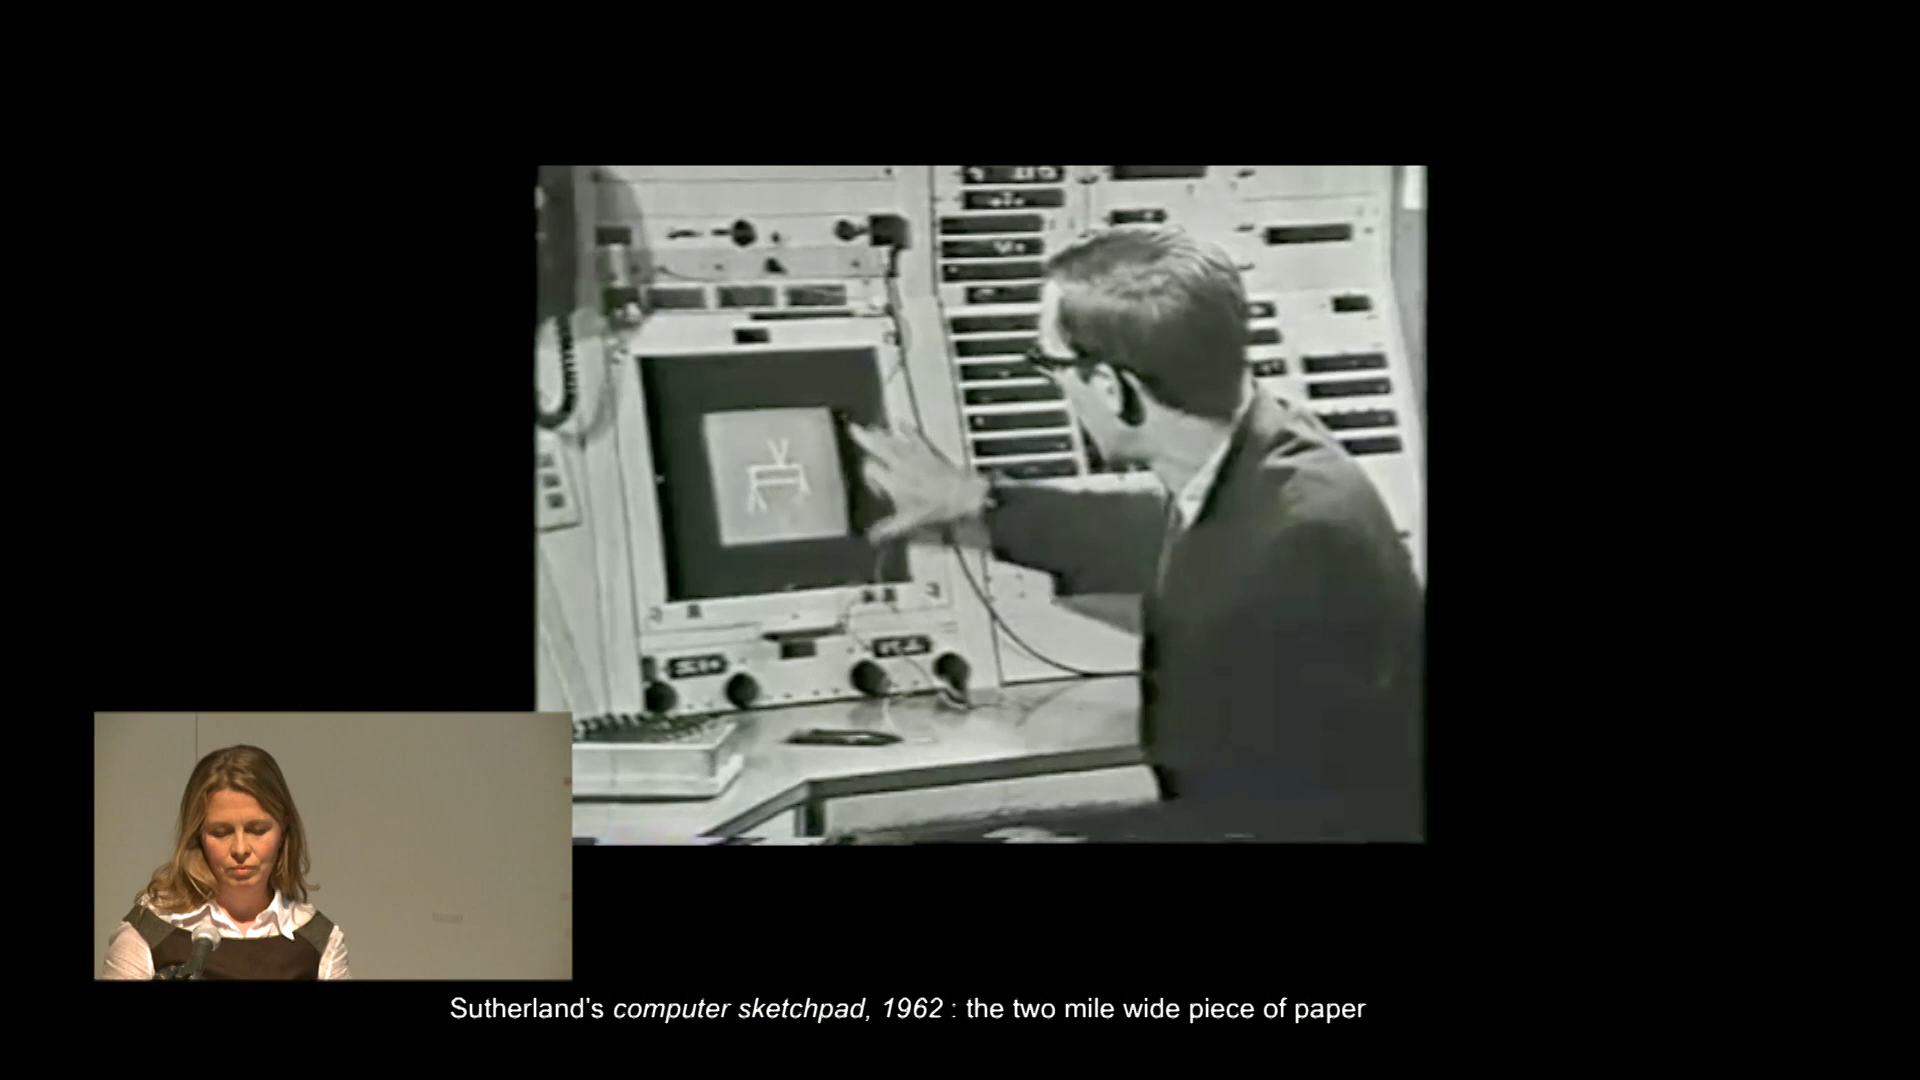 Sutherland's computer sketchpad, 1962 : the two mile wide piece of paper